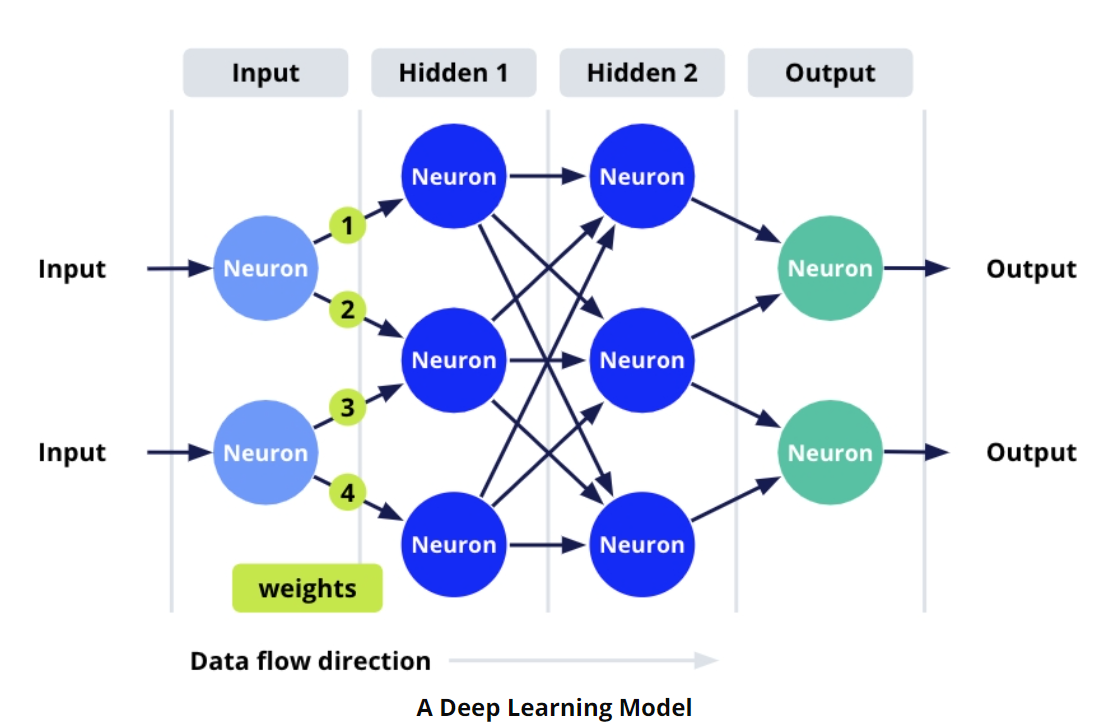 Input Hidden 1 Hidden 2 Output
Neuron Neuron
1
Input Neuron Neuron Output
2
Neuron Neuron
3
Input Neuron Neuron Output
4
Neuron Neuron
weights
Data flow direction
A Deep Learning Model